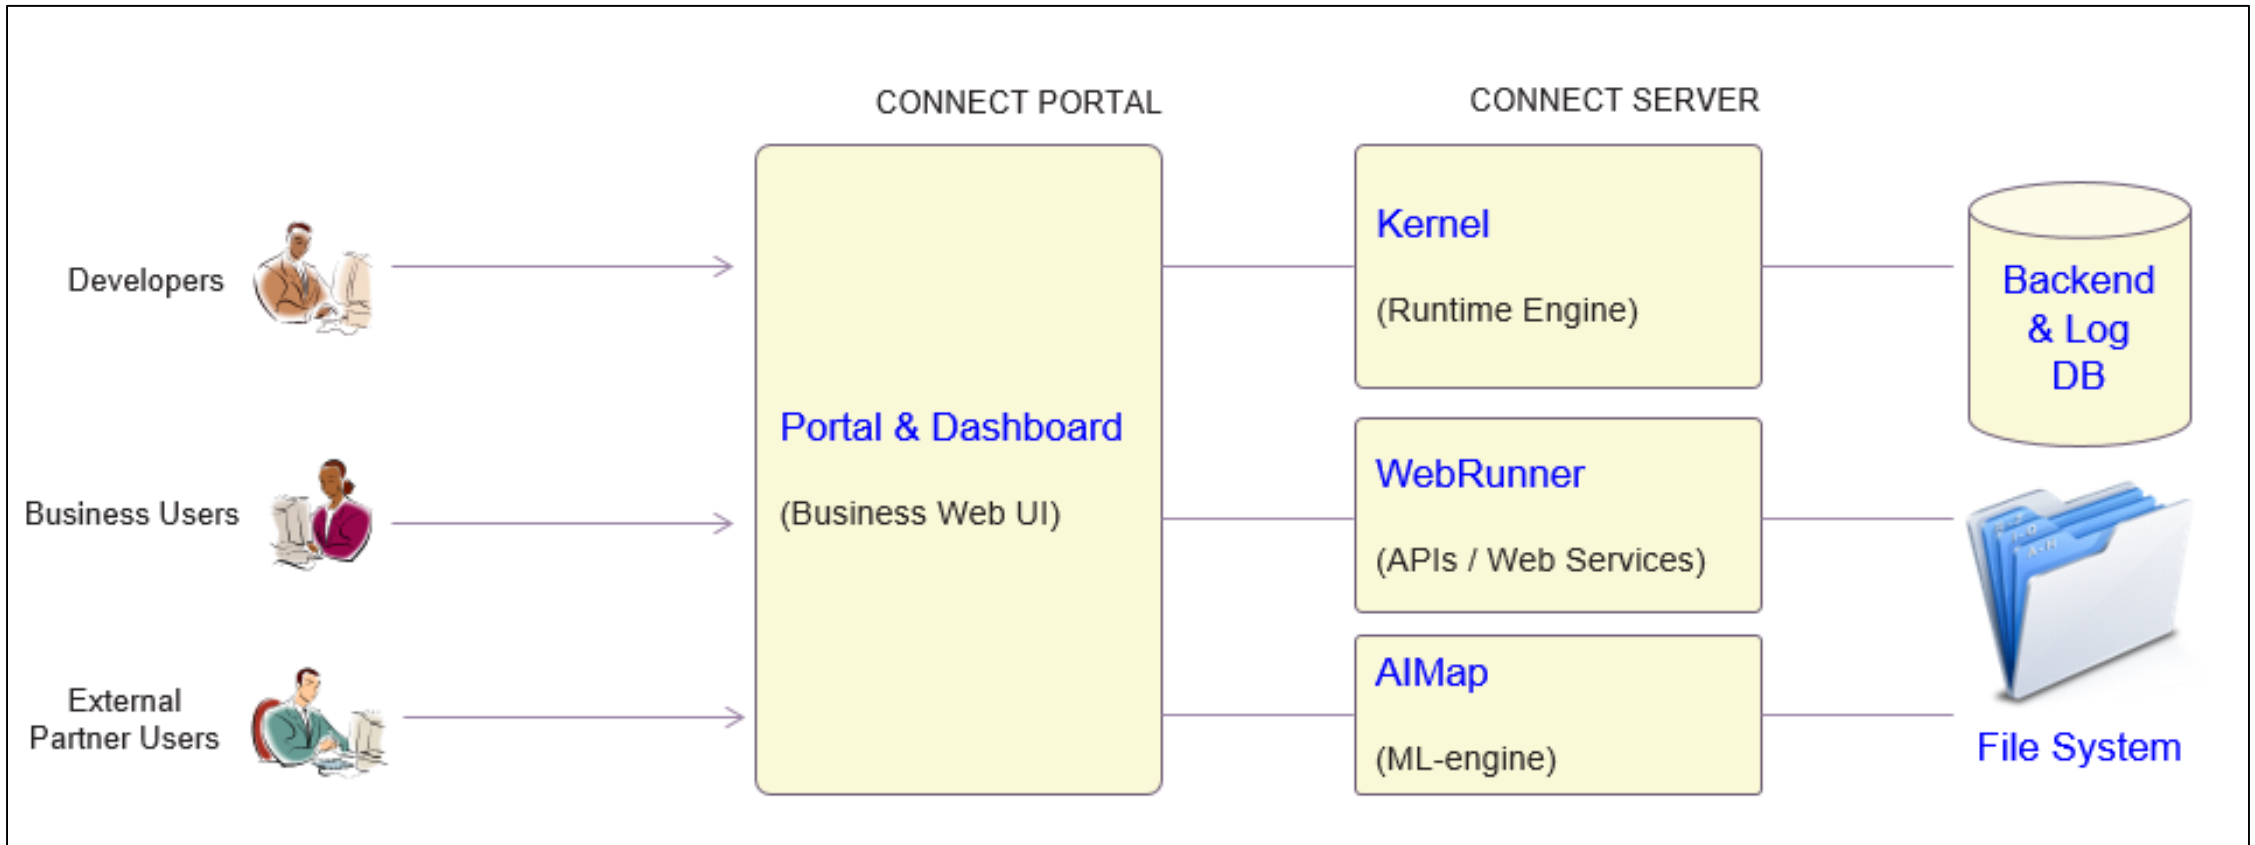 CONNECT PORTAL
CONNECT SERVER
Developers
Business Users
External
Partner Users
Portal & Dashboard
(Business Web UI)
Kernel
(Runtime Engine)
WebRunner
(APIs / Web Services)
AIMap
(ML-engine)
Backend
& Log
DB
A-H
File System